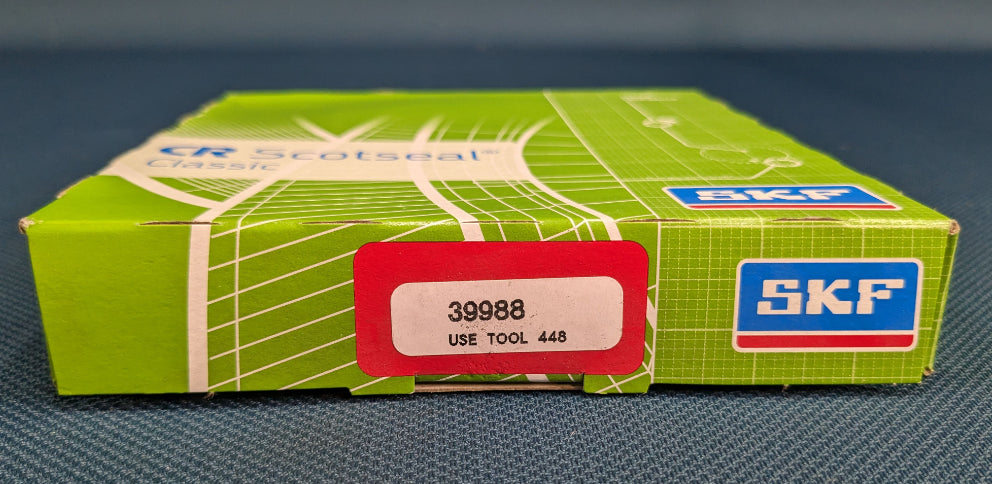 CR Scotseal®
Classic
SKF
SKF
39988
USE TOOL 448